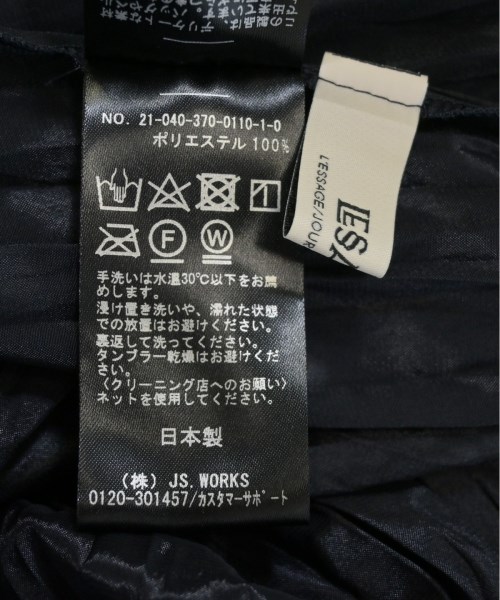 この製品は
NO. 21-040-370-0110-1-0
ポリエステル 100%
F
W
手洗いは水温30℃以下をお薦
めします。
浸け置き洗いや、濡れた状態
での放置はお避けください。
裏返して洗ってください。
タンブラー乾燥はお避けくだ
さい。
〈クリーニング店へのお願い〉
ネットを使用してください。
日本製
（株） JS.WORKS
0120-301457/カスタマーサポート
LESSAGE/JOUR